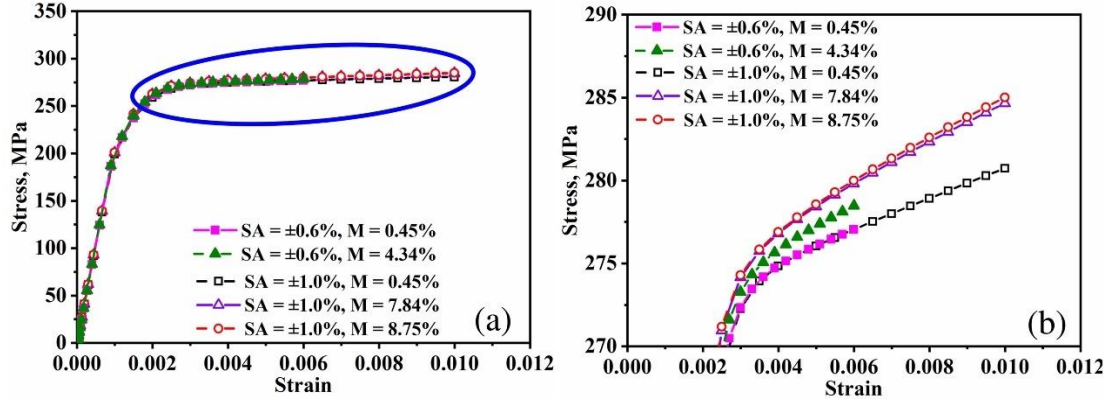 350
300
250
200
150
100
50
0
Stress, MPa
SA = ±0.6%, M = 0.45%
SA = ±0.6%, M = 4.34%
SA = ±1.0%, M = 0.45%
SA = ±1.0%, M = 7.84%
SA = ±1.0%, M = 8.75%
(a)
0.000 0.002 0.004 0.006 0.008 0.010 0.012
Strain
290
285
280
275
270
Stress, MPa
SA = ±0.6%, M = 0.45%
SA = ±0.6%, M = 4.34%
SA = ±1.0%, M = 0.45%
SA = ±1.0%, M = 7.84%
SA = ±1.0%, M = 8.75%
(b)
0.000 0.002 0.004 0.006 0.008 0.010 0.012
Strain